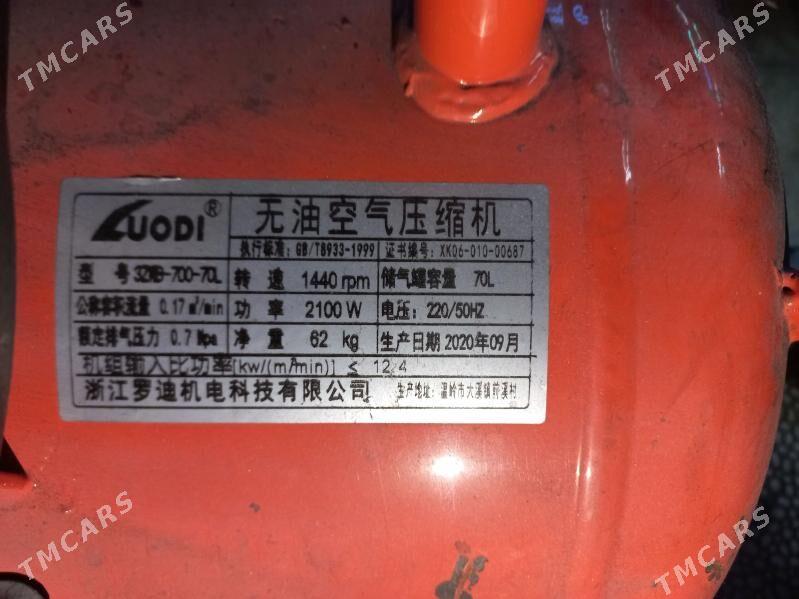 TMCARS
TMCARS
LUODI® 无油空气压缩机
执行标准: GB/T8933-1999 证书编号: XK06-010-00687
型 号 转 速 1440 rpm 储气罐容量 70L
公称容积流量 0.17 m³/min 功 率 2100 W 电压: 220/50HZ
额定排气压力 0.7 Mpa 净 重 62 kg 生产日期 2020年09月
机组输入比功率[kw/(m³/min)] ≤ 12.4
浙江罗迪机电科技有限公司 生产地址: 温岭市大溪镇前溪村
TMCARS
TMCARS